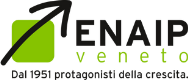 ENAIP
veneto
Dal 1951 protagonisti della crescita.